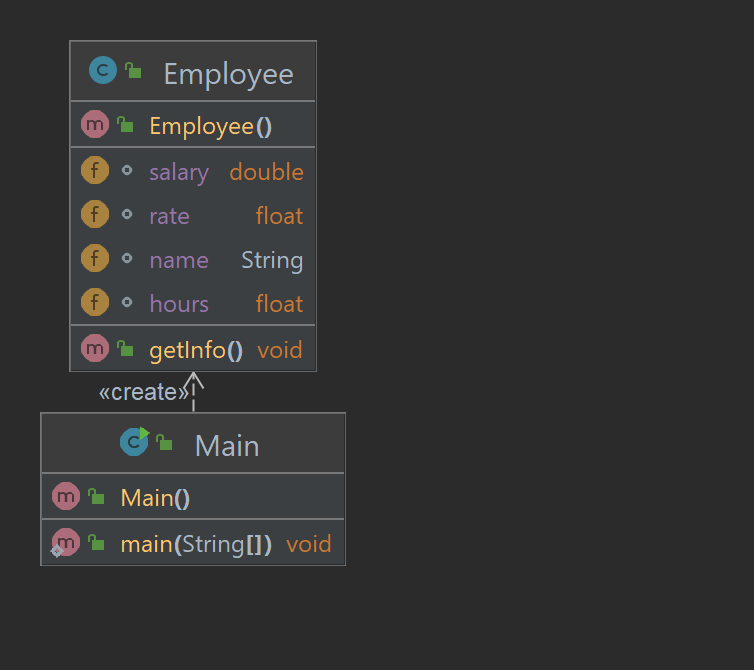 C Employee
m Employee()
f salary double
f rate float
f name String
f hours float
m getInfo() void
«create»
C Main
m Main()
m main(String[]) void